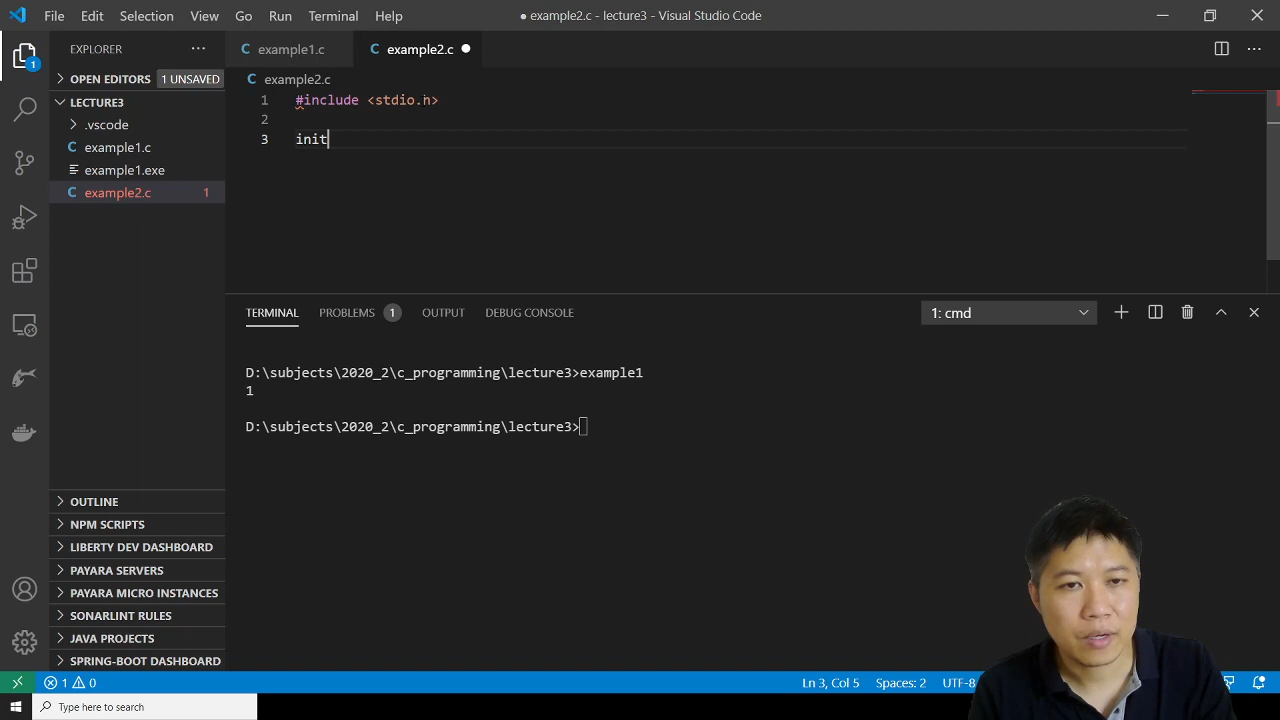 File Edit Selection View Go Run Terminal Help ● example2.c - lecture3 - Visual Studio Code
EXPLORER ···
C example1.c C example2.c ●
OPEN EDITORS 1 UNSAVED
C example2.c
LECTURE3
.vscode
C example1.c
example1.exe
C example2.c 1
1 #include <stdio.h>
2
3 init
TERMINAL PROBLEMS 1 OUTPUT DEBUG CONSOLE 1: cmd
D:\subjects\2020_2\c_programming\lecture3>example1
1
D:\subjects\2020_2\c_programming\lecture3>
OUTLINE
NPM SCRIPTS
LIBERTY DEV DASHBOARD
PAYARA SERVERS
PAYARA MICRO INSTANCES
SONARLINT RULES
JAVA PROJECTS
SPRING-BOOT DASHBOARD
1 0 Ln 3, Col 5 Spaces: 2 UTF-8
Type here to search